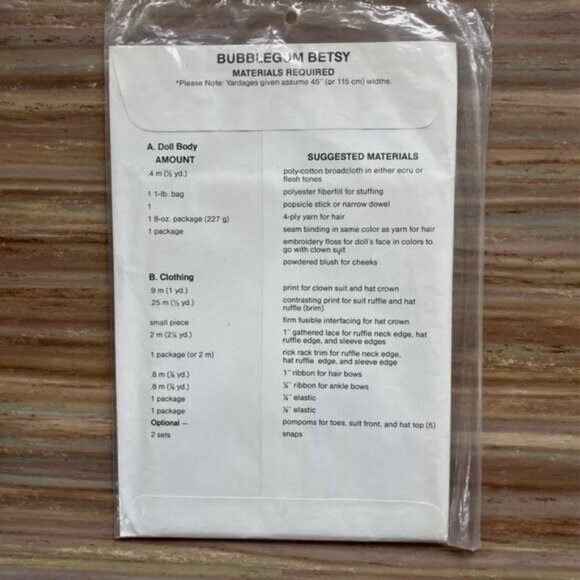 BUBBLEGUM BETSY
MATERIALS REQUIRED
*Please Note: Yardages given assume 45" (or 115 cm) widths.
A. Doll Body
AMOUNT SUGGESTED MATERIALS
.4 m (½ yd.) poly-cotton broadcloth in either ecru or
flesh tones
1 1-lb. bag polyester fiberfill for stuffing
1 popsicle stick or narrow dowel
1 8-oz. package (227 g) 4-ply yarn for hair
1 package seam binding in same color as yarn for hair
embroidery floss for doll's face in colors to
go with clown suit
powdered blush for cheeks
B. Clothing
.9 m (1 yd.) print for clown suit and hat crown
.25 m yd.) contrasting print for suit ruffle and hat
ruffle (brim)
small piece firm fusible interfacing for hat crown
2 m (2¼ yd.) 1" gathered lace for ruffle neck edge, hat
ruffle edge, and sleeve edges
1 package (or 2 m) rick rack trim for ruffle neck edge,
hat ruffle edge, and sleeve edge
.8 m (⅞ yd.) 1" ribbon for hair bows
.8 m (⅞ yd.) ¼" ribbon for ankle bows
1 package ¼" elastic
1 package elastic
Optional — pompoms for toes, suit front, and hat top (5)
2 sets snaps